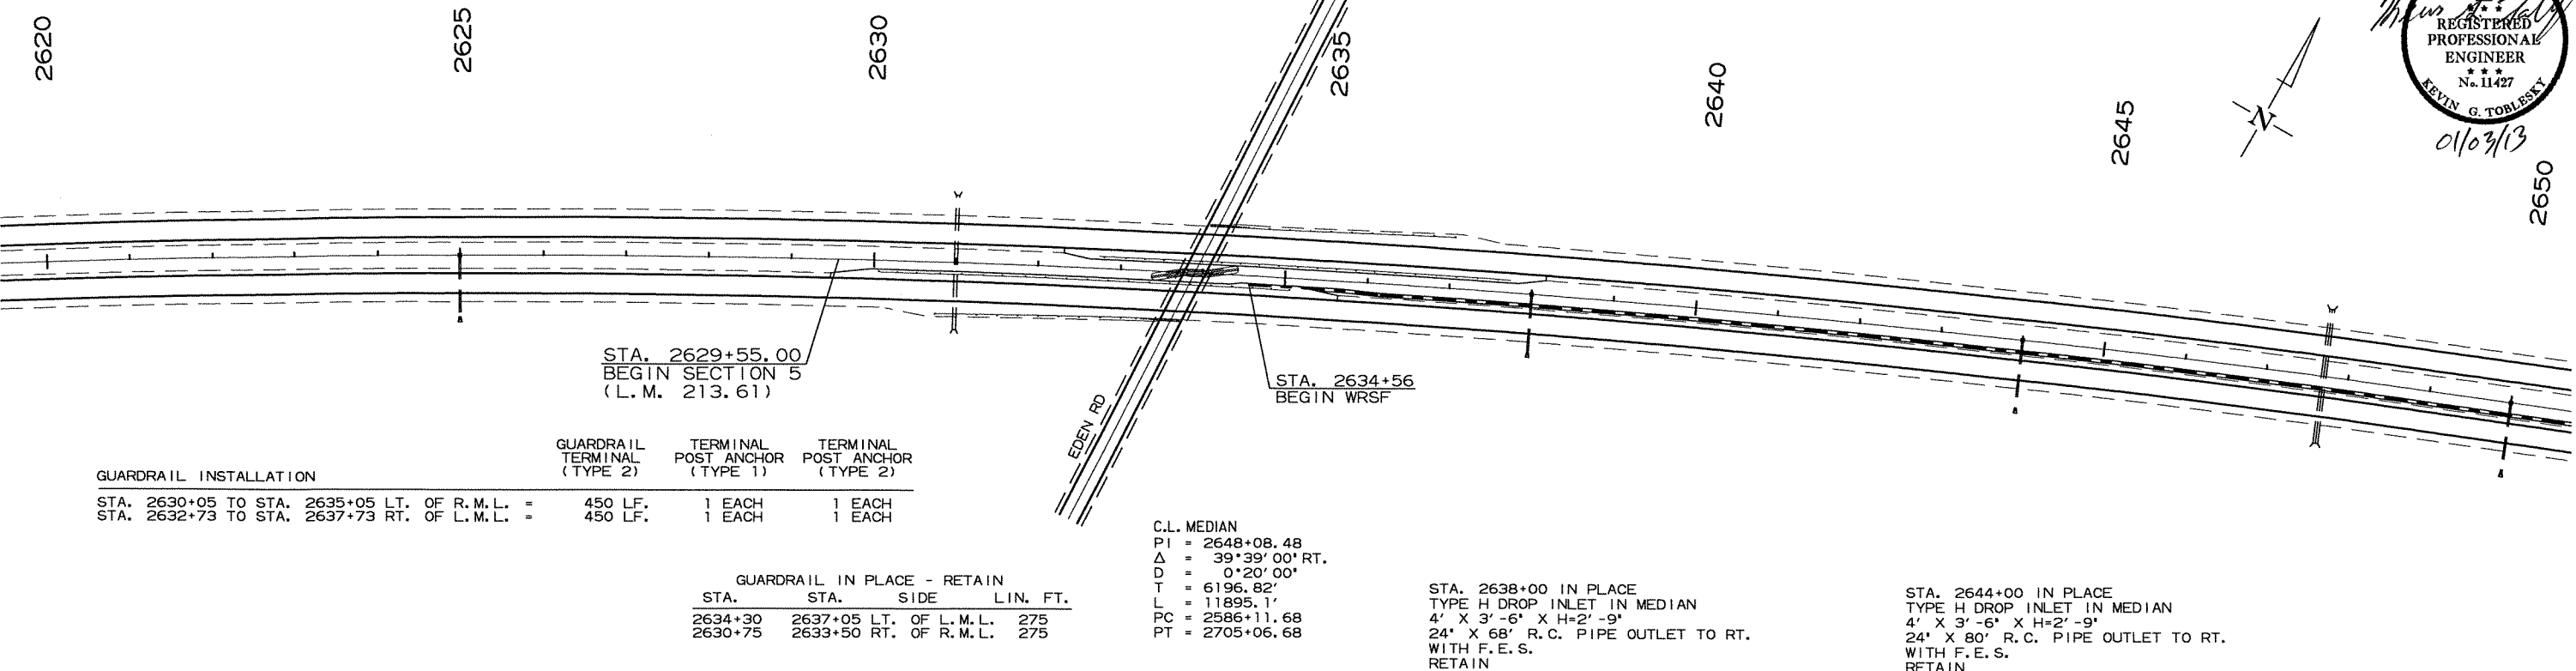 2620
2625
2630
2635
2640
2645
2650
REGISTERED
PROFESSIONAL
ENGINEER
No. 11427
KEVIN G. TOBLESKY
01/03/13
N
STA. 2629+55.00
BEGIN SECTION 5
(L.M. 213.61)
STA. 2634+56
BEGIN WRSF
EDEN RD
GUARDRAIL TERMINAL TERMINAL
TERMINAL POST ANCHOR POST ANCHOR
GUARDRAIL INSTALLATION (TYPE 2) (TYPE 1) (TYPE 2)
STA. 2630+05 TO STA. 2635+05 LT. OF R.M.L. = 450 LF. 1 EACH 1 EACH
STA. 2632+73 TO STA. 2637+73 RT. OF L.M.L. = 450 LF. 1 EACH 1 EACH
GUARDRAIL IN PLACE - RETAIN
STA. STA. SIDE LIN. FT.
2634+30 2637+05 LT. OF L.M.L. 275
2630+75 2633+50 RT. OF R.M.L. 275
C.L. MEDIAN
PI = 2648+08.48
Δ = 39°39'00" RT.
D = 0°20'00"
T = 6196.82'
L = 11895.1'
PC = 2586+11.68
PT = 2705+06.68
STA. 2638+00 IN PLACE
TYPE H DROP INLET IN MEDIAN
4' X 3'-6" X H=2'-9"
24" X 68' R.C. PIPE OUTLET TO RT.
WITH F.E.S.
RETAIN
STA. 2644+00 IN PLACE
TYPE H DROP INLET IN MEDIAN
4' X 3'-6" X H=2'-9"
24" X 80' R.C. PIPE OUTLET TO RT.
WITH F.E.S.
RETAIN